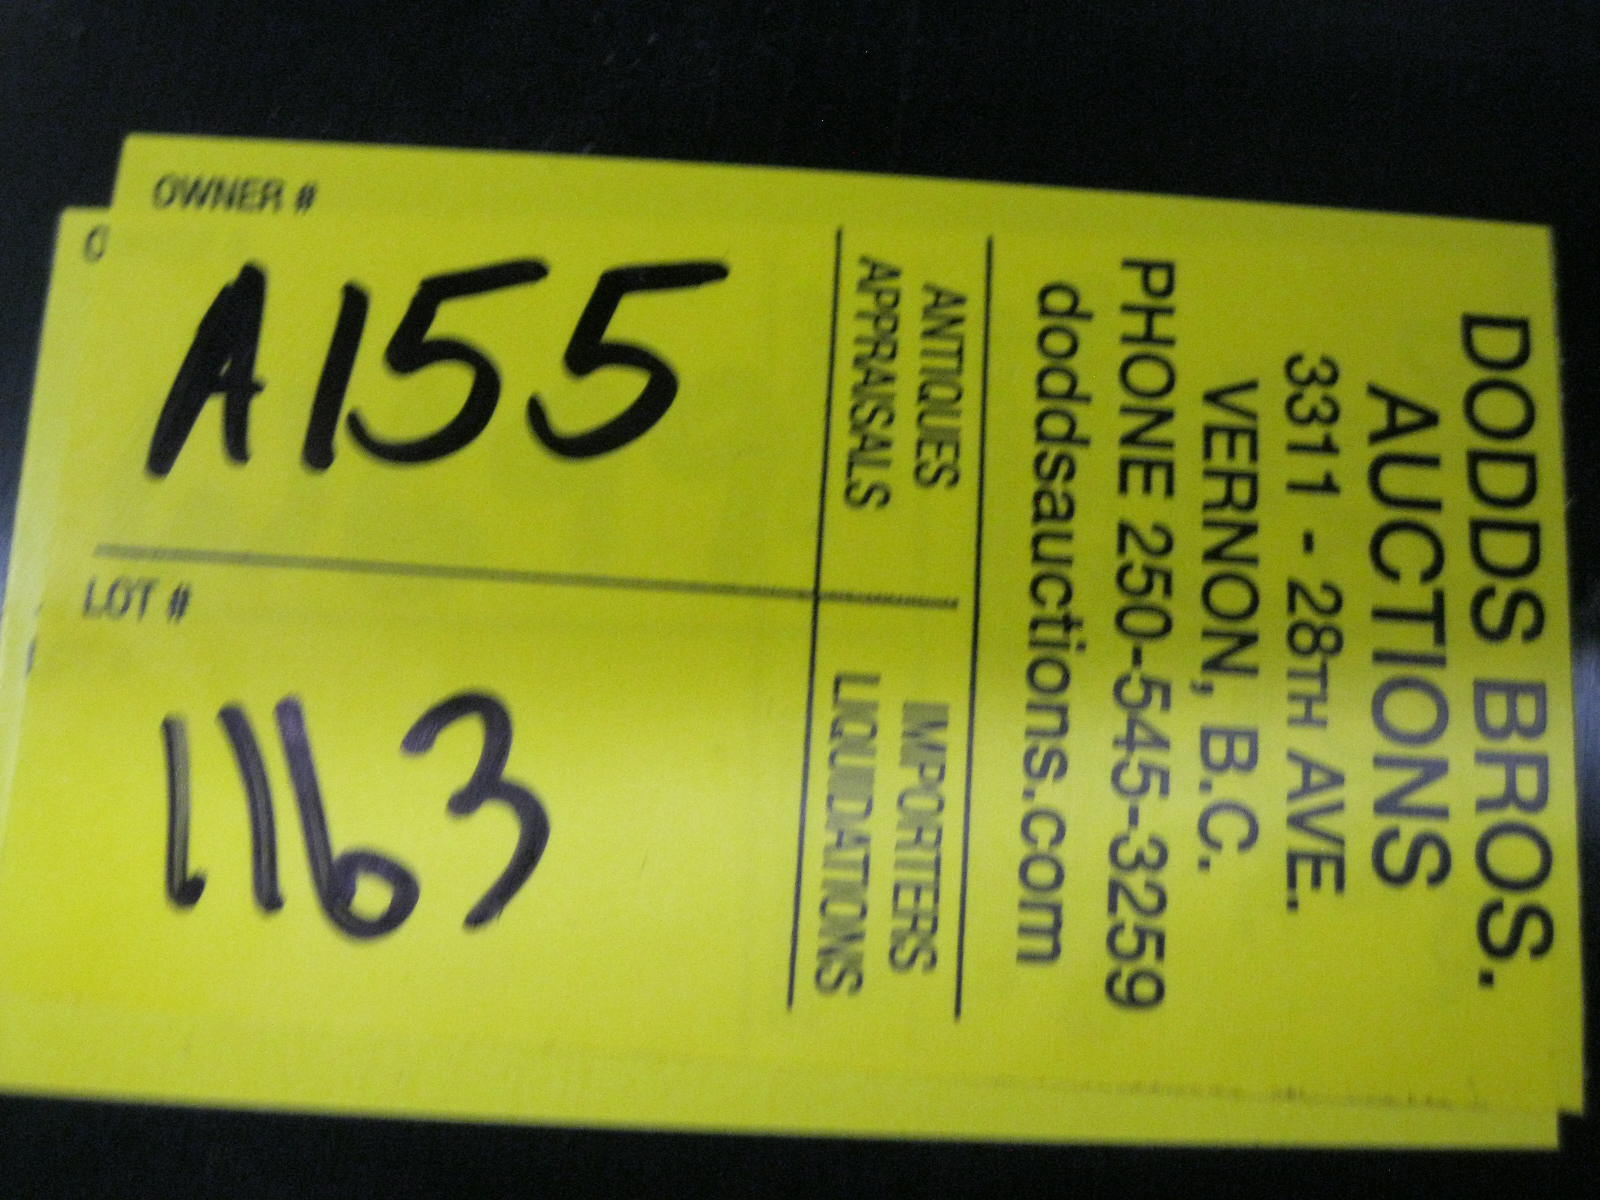 DODDS BROS.
AUCTIONS
3311 - 28TH AVE.
VERNON, B.C.
PHONE 250-545-3259
doddsauctions.com
ANTIQUES
APPRAISALS
IMPORTERS
LIQUIDATIONS
OWNER #
A155
LOT #
1163